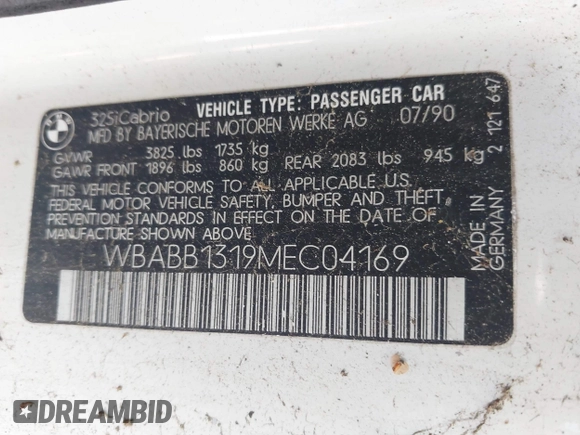 BMW
325iCabrio VEHICLE TYPE: PASSENGER CAR
MFD BY BAYERISCHE MOTOREN WERKE AG 07/90
GVWR 3825 lbs 1735 kg
GAWR FRONT 1896 lbs 860 kg REAR 2083 lbs 945 kg
THIS VEHICLE CONFORMS TO ALL APPLICABLE U.S.
FEDERAL MOTOR VEHICLE SAFETY, BUMPER AND THEFT
PREVENTION STANDARDS IN EFFECT ON THE DATE OF
MANUFACTURE SHOWN ABOVE.
WBABB1319MEC04169
MADE IN
GERMANY 2 121 647
DREAMBID